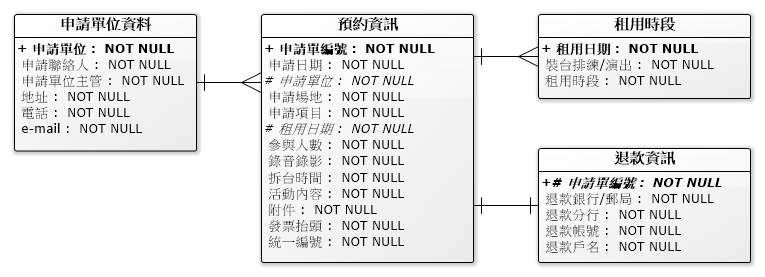 申請單位資料
+ 申請單位： NOT NULL
申請聯絡人： NOT NULL
申請單位主管： NOT NULL
地址： NOT NULL
電話： NOT NULL
e-mail： NOT NULL
預約資訊
+ 申請單編號： NOT NULL
申請日期： NOT NULL
# 申請單位： NOT NULL
申請場地： NOT NULL
申請項目： NOT NULL
# 租用日期： NOT NULL
參與人數： NOT NULL
錄音錄影： NOT NULL
拆台時間： NOT NULL
活動內容： NOT NULL
附件： NOT NULL
發票抬頭： NOT NULL
統一編號： NOT NULL
租用時段
+ 租用日期： NOT NULL
裝台排練/演出： NOT NULL
租用時段： NOT NULL
退款資訊
+# 申請單編號： NOT NULL
退款銀行/郵局： NOT NULL
退款分行： NOT NULL
退款帳號： NOT NULL
退款戶名： NOT NULL